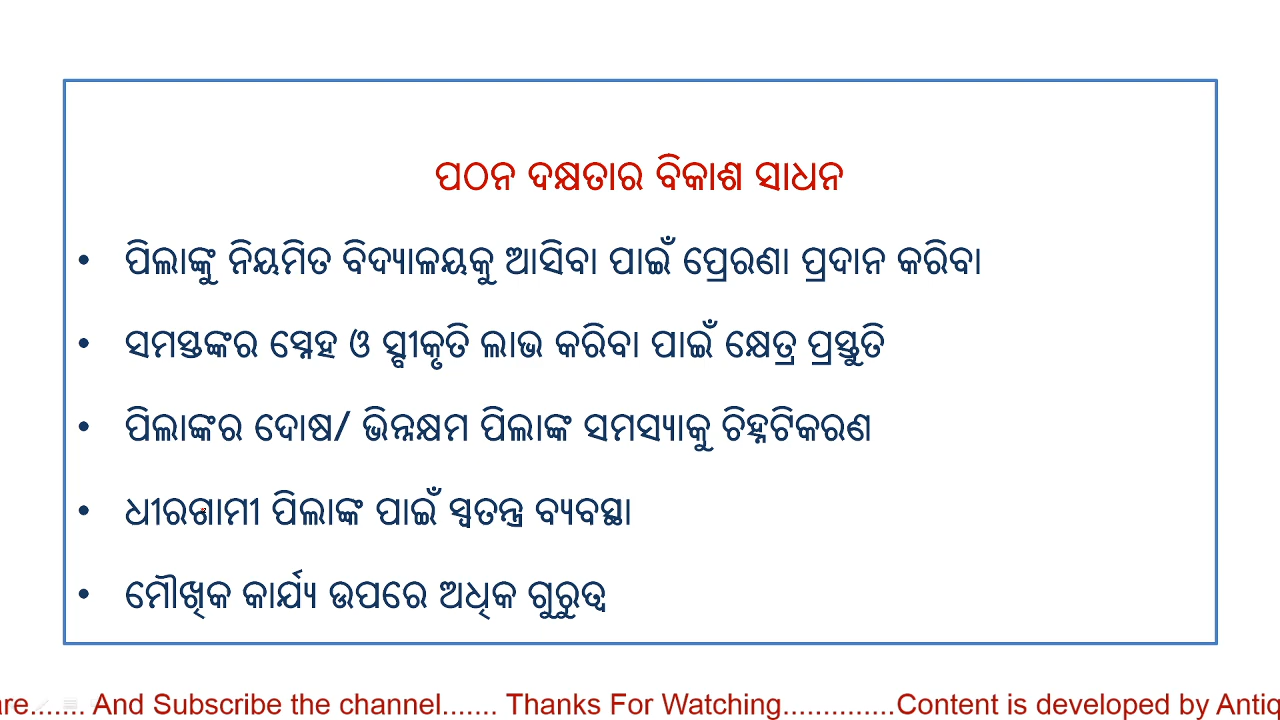 ପଠନ ଦକ୍ଷତାର ବିକାଶ ସାଧନ
• ପିଲାଙ୍କୁ ନିୟମିତ ବିଦ୍ୟାଳୟକୁ ଆସିବା ପାଇଁ ପ୍ରେରଣା ପ୍ରଦାନ କରିବା
• ସମସ୍ତଙ୍କର ସ୍ନେହ ଓ ସ୍ବୀକୃତି ଲାଭ କରିବା ପାଇଁ କ୍ଷେତ୍ର ପ୍ରସ୍ତୁତି
• ପିଲାଙ୍କର ଦୋଷ/ ଭିନ୍ନକ୍ଷମ ପିଲାଙ୍କ ସମସ୍ୟାକୁ ଚିହ୍ନଟିକରଣ
• ଧୀରଗାମୀ ପିଲାଙ୍କ ପାଇଁ ସ୍ୱତନ୍ତ୍ର ବ୍ୟବସ୍ଥା
• ମୌଖିକ କାର୍ଯ୍ୟ ଉପରେ ଅଧିକ ଗୁରୁତ୍ୱ
are....... And Subscribe the channel....... Thanks For Watching..............Content is developed by Antiq